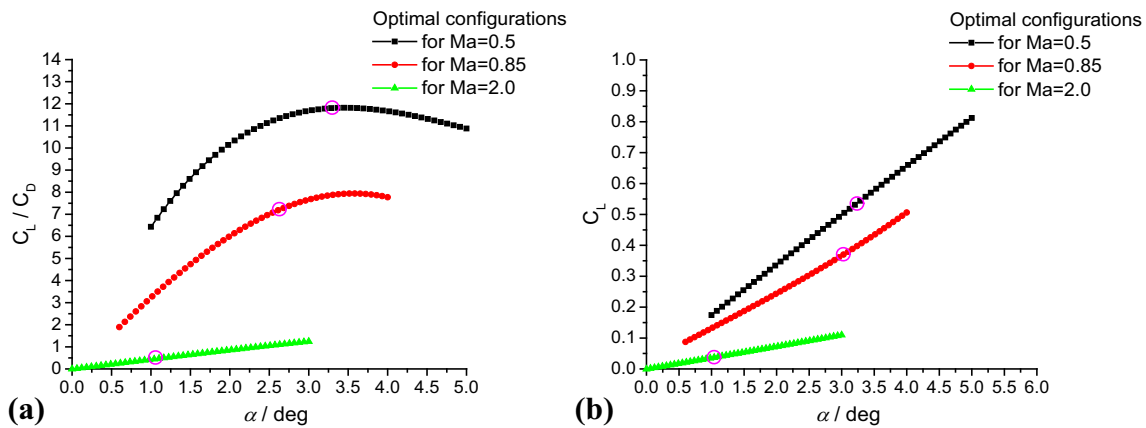 Optimal configurations
for Ma=0.5
for Ma=0.85
for Ma=2.0
14
13
12
11
10
9
8
7
6
5
4
3
2
1
0
C_L / C_D
0.0 0.5 1.0 1.5 2.0 2.5 3.0 3.5 4.0 4.5 5.0
α / deg
(a)
Optimal configurations
for Ma=0.5
for Ma=0.85
for Ma=2.0
1.0
0.9
0.8
0.7
0.6
0.5
0.4
0.3
0.2
0.1
0.0
C_L
0.0 0.5 1.0 1.5 2.0 2.5 3.0 3.5 4.0 4.5 5.0 5.5 6.0
α / deg
(b)